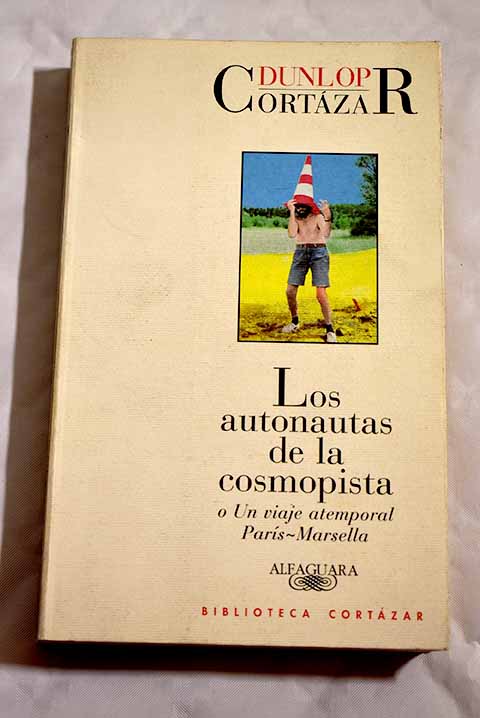 DUNLOP
CORTÁZAR
Los
autonautas
de la
cosmopista
o Un viaje atemporal
París~Marsella
ALFAGUARA
BIBLIOTECA CORTÁZAR